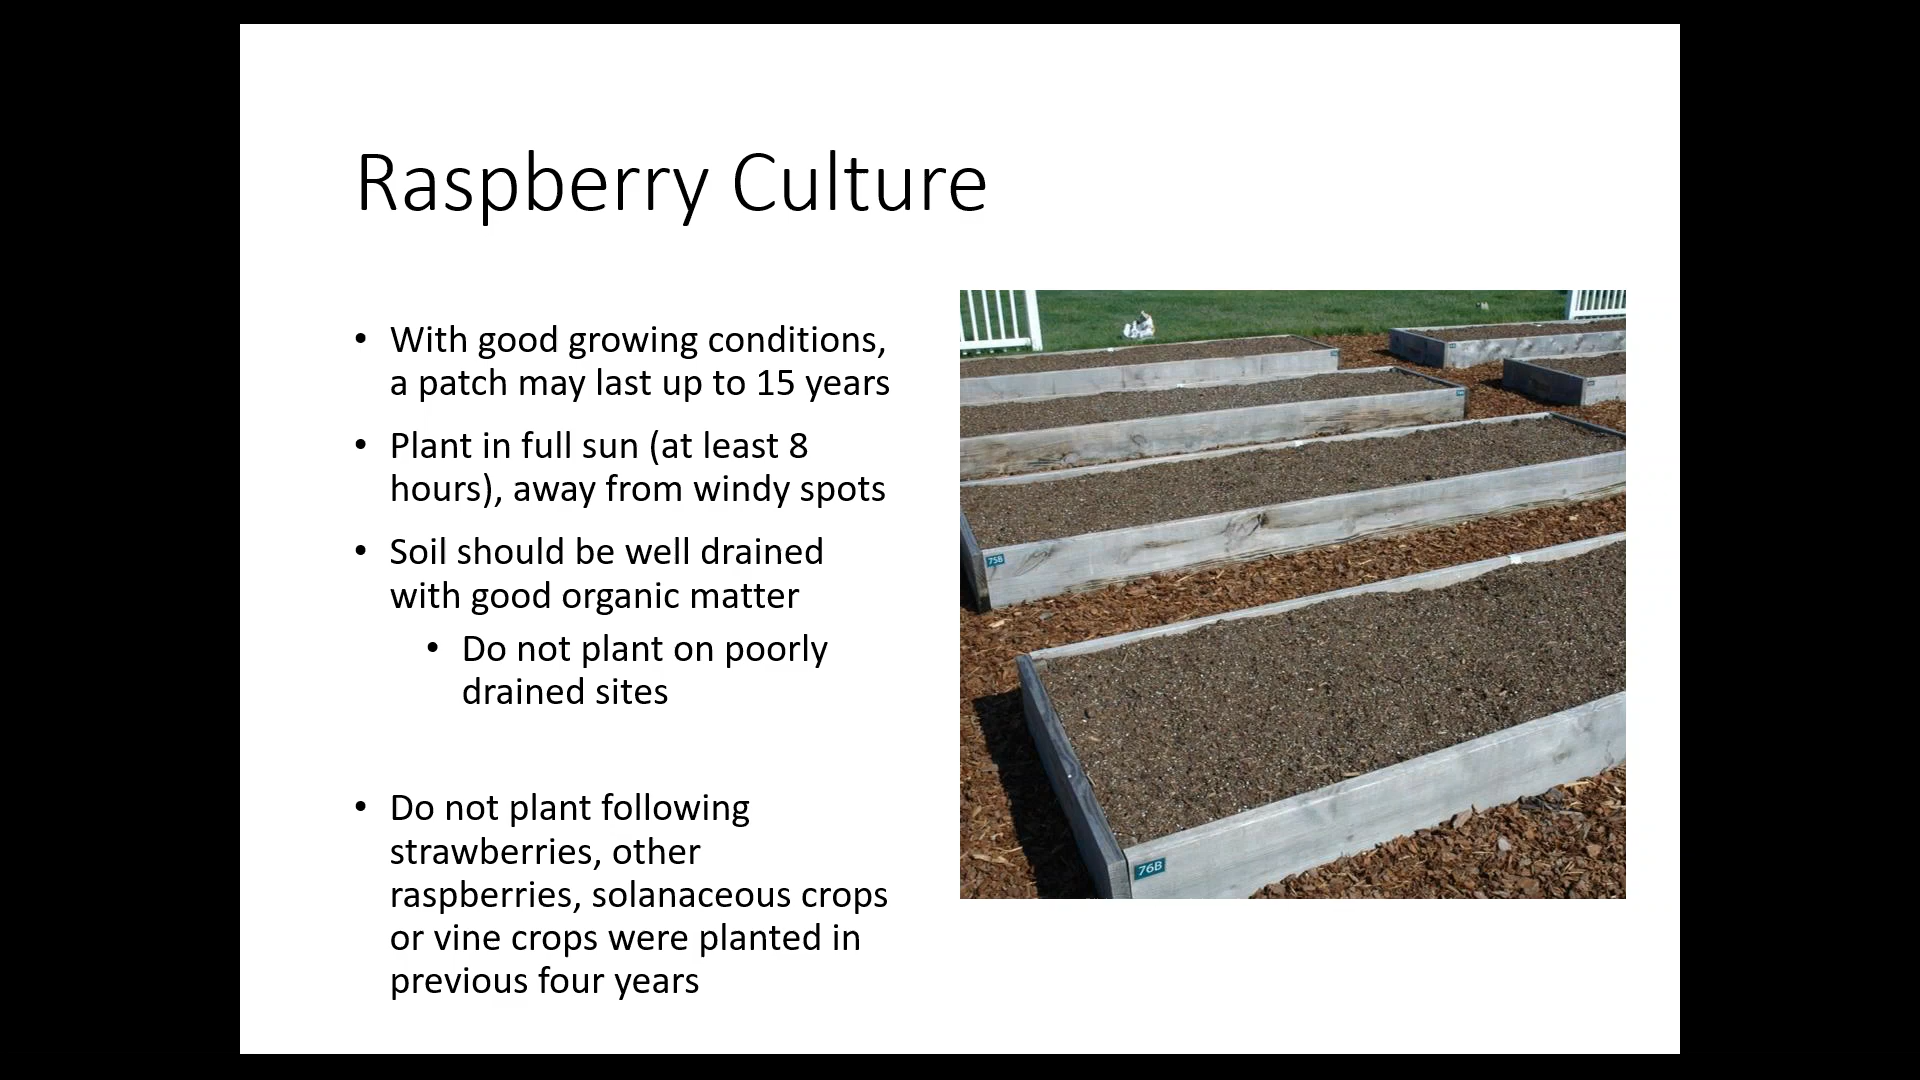 Raspberry Culture
• With good growing conditions,
a patch may last up to 15 years
• Plant in full sun (at least 8
hours), away from windy spots
• Soil should be well drained
with good organic matter
• Do not plant on poorly
drained sites
• Do not plant following
strawberries, other
raspberries, solanaceous crops
or vine crops were planted in
previous four years
75B
76B